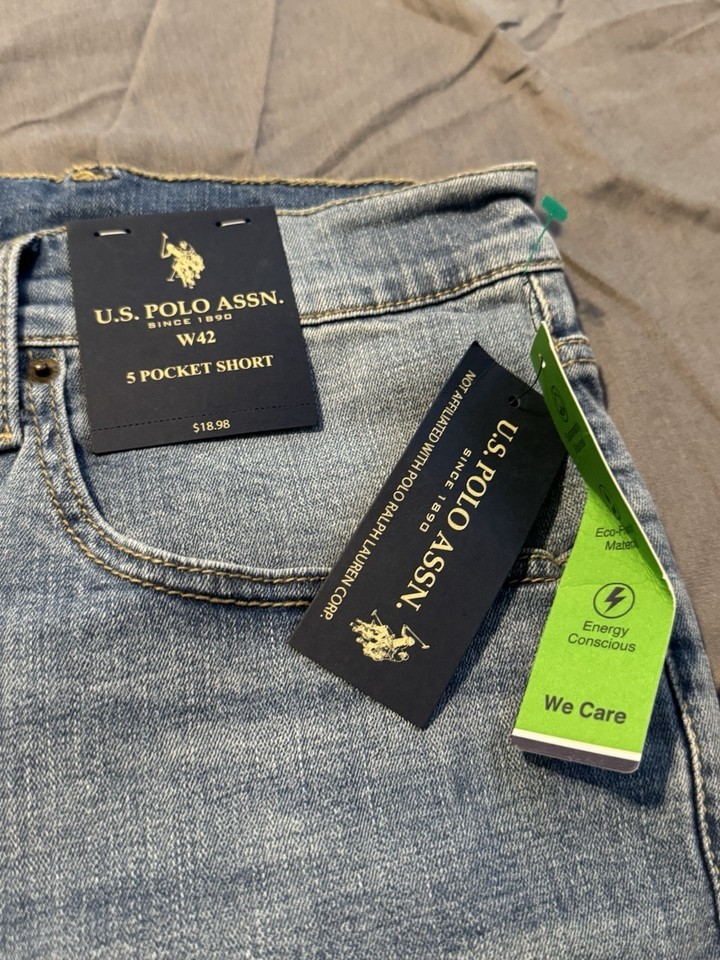 U.S. POLO ASSN.
SINCE 1890
W42
5 POCKET SHORT
$18.98
U.S. POLO ASSN.
SINCE 1890
NOT AFFILIATED WITH POLO RALPH LAUREN CORP.
Energy
Conscious
We Care